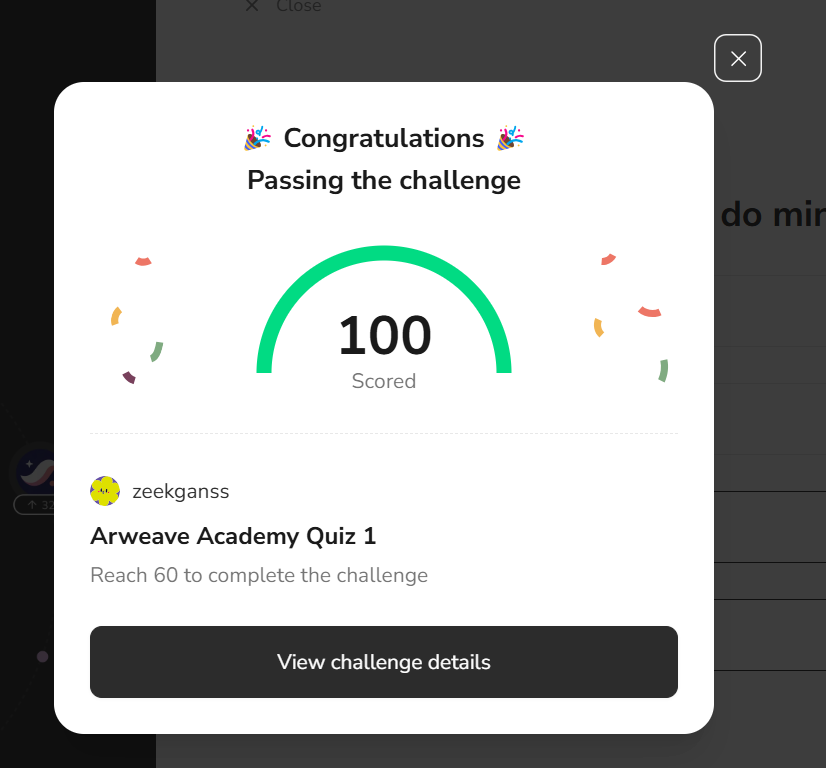 Close
do min
Congratulations
Passing the challenge
100
Scored
zeekganss
Arweave Academy Quiz 1
Reach 60 to complete the challenge
View challenge details